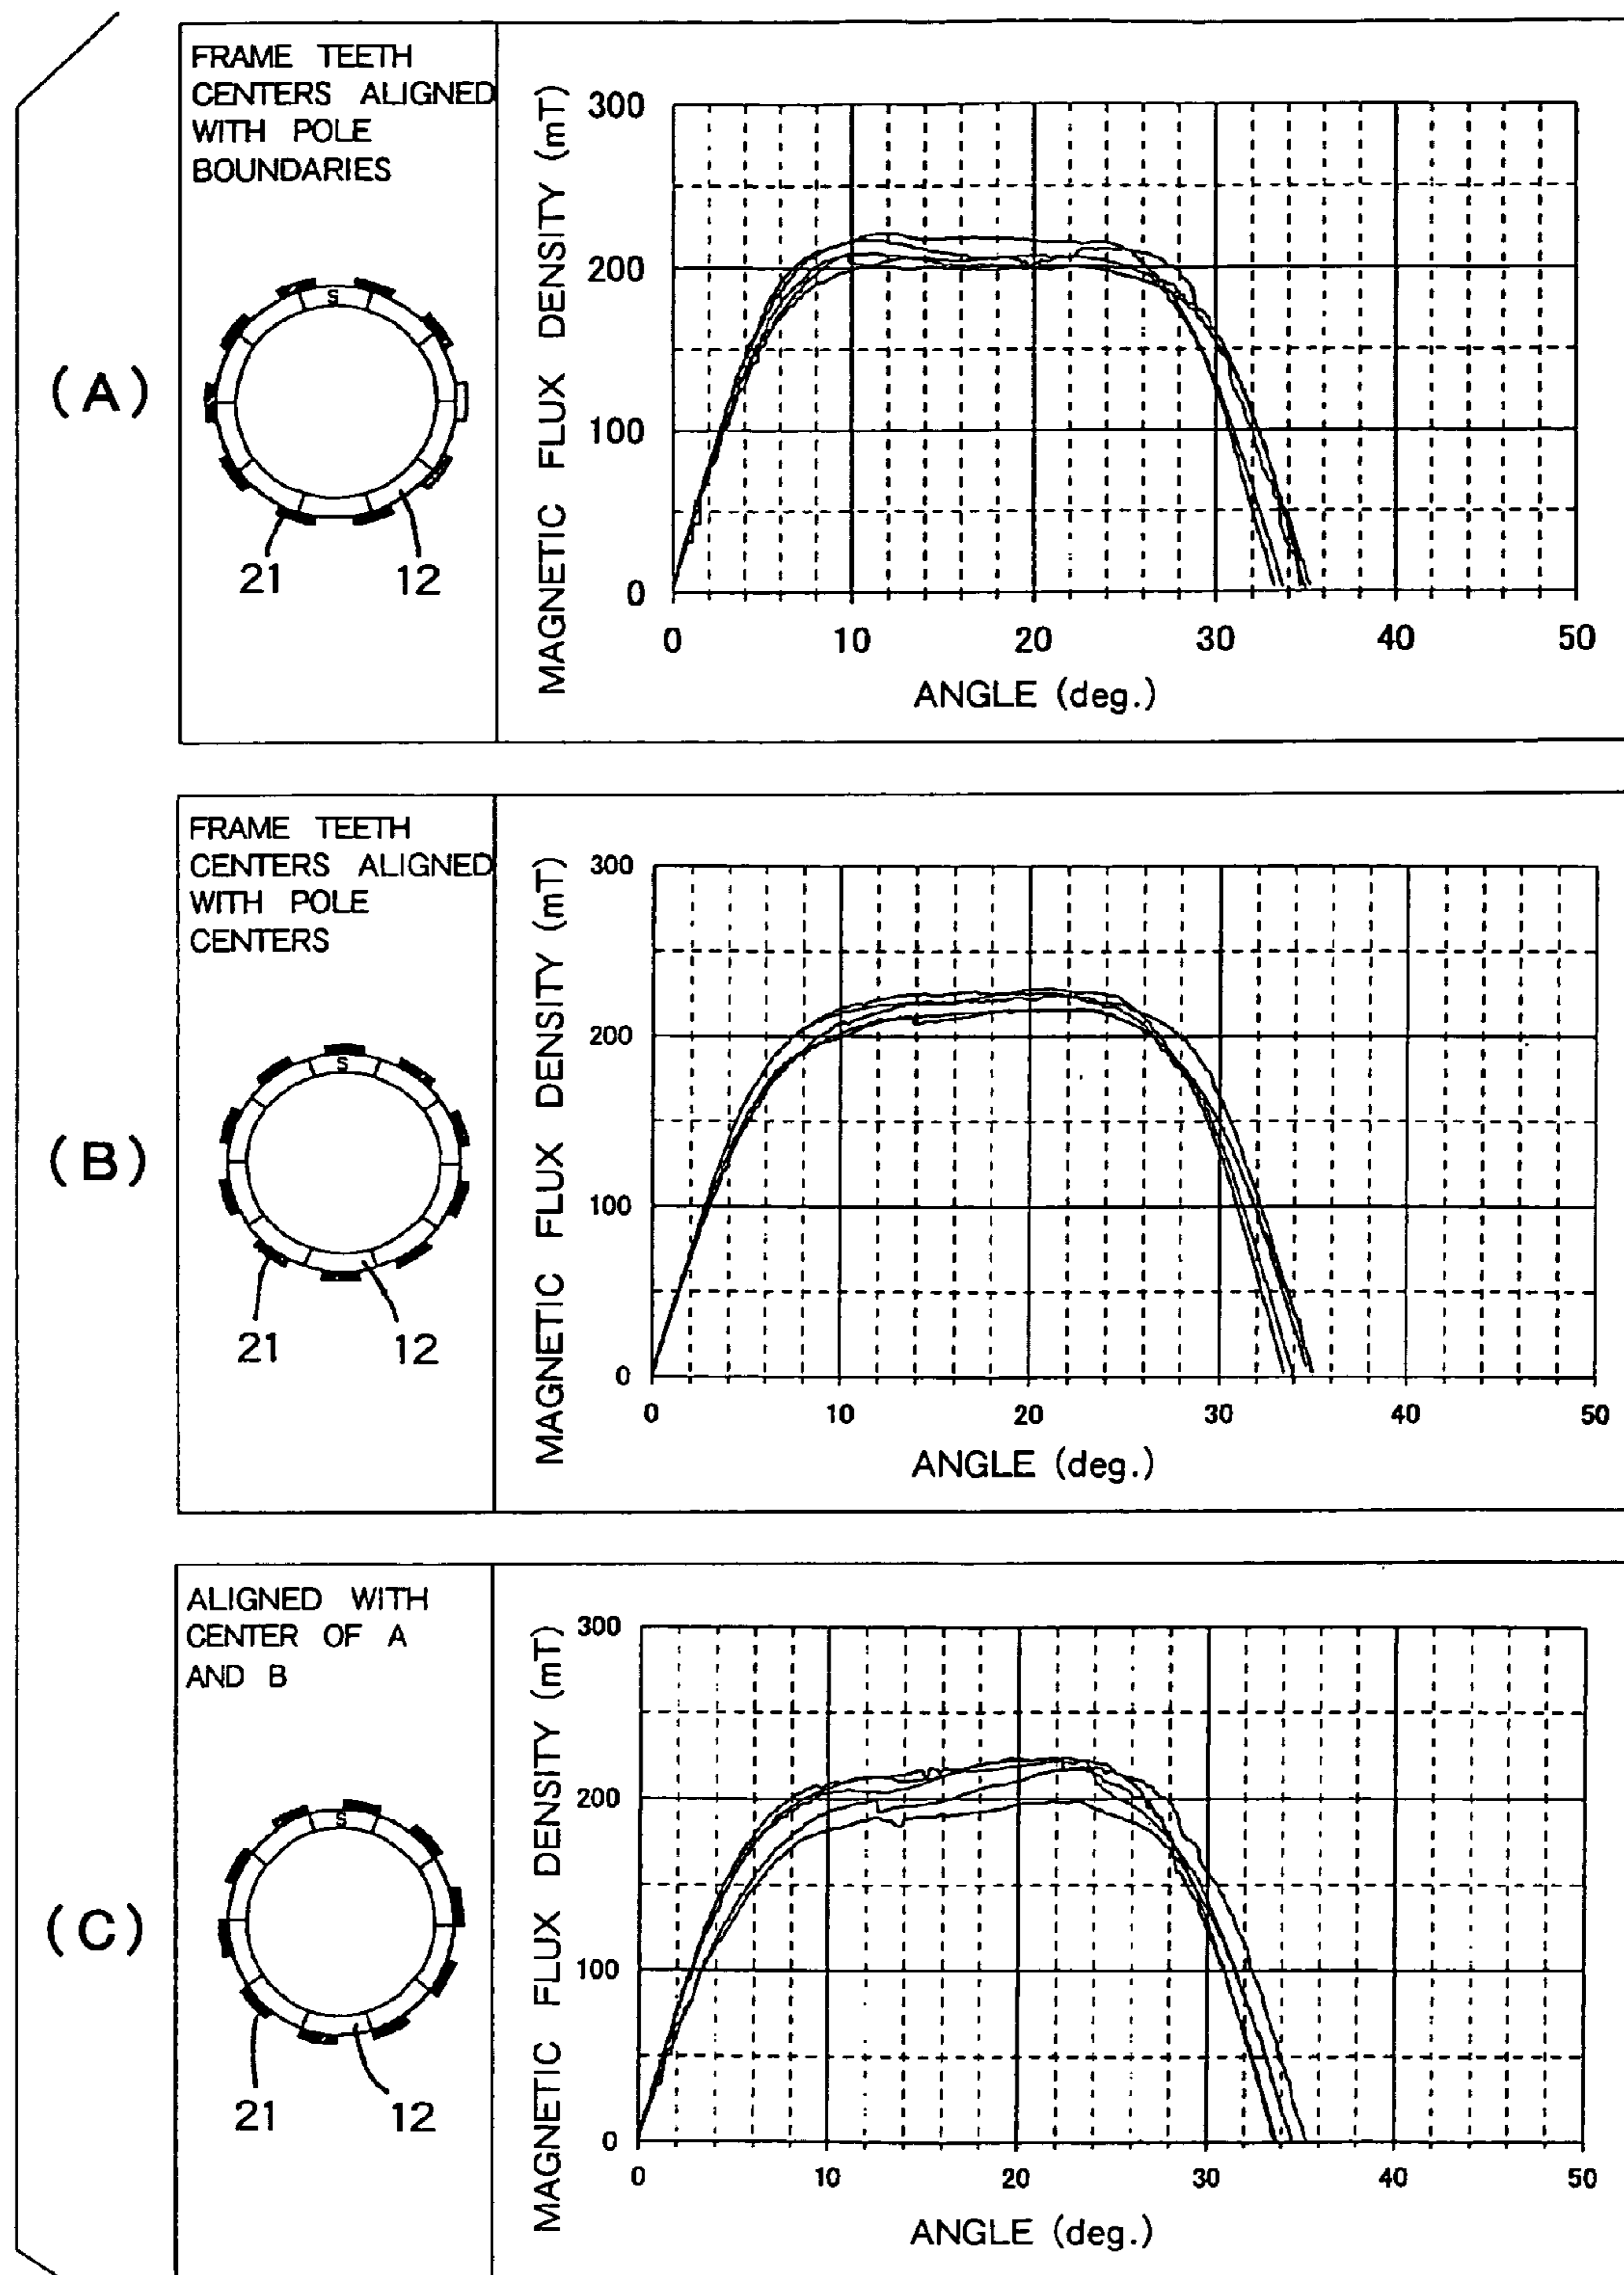 (A)
FRAME TEETH
CENTERS ALIGNED
WITH POLE
BOUNDARIES
S
21 12
MAGNETIC FLUX DENSITY (mT)
300
200
100
0
0 10 20 30 40 50
ANGLE (deg.)
(B)
FRAME TEETH
CENTERS ALIGNED
WITH POLE
CENTERS
S
21 12
MAGNETIC FLUX DENSITY (mT)
300
200
100
0
0 10 20 30 40 50
ANGLE (deg.)
(C)
ALIGNED WITH
CENTER OF A
AND B
S
21 12
MAGNETIC FLUX DENSITY (mT)
300
200
100
0
0 10 20 30 40 50
ANGLE (deg.)